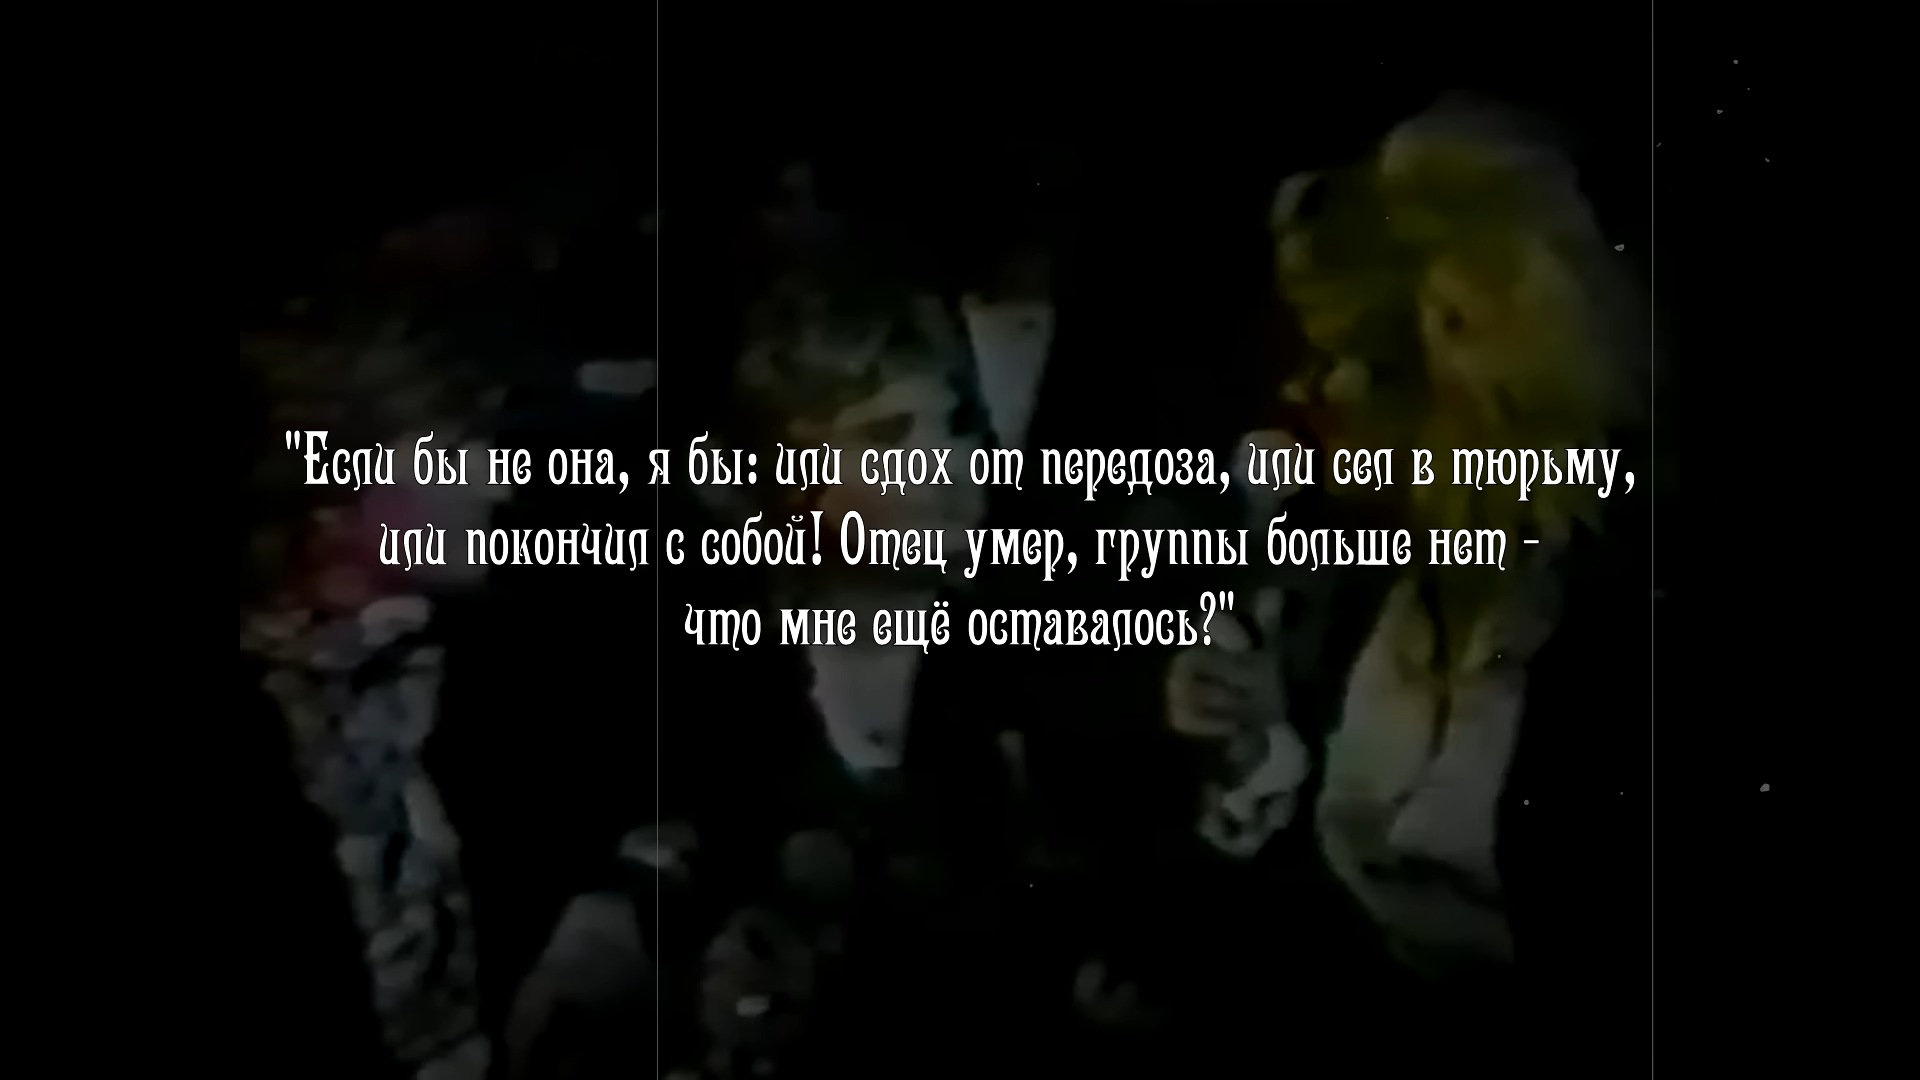 "Если бы не она, я бы: или сдох от передоза, или сел в тюрьму,
или покончил с собой! Отец умер, группы больше нет -
что мне ещё оставалось?"